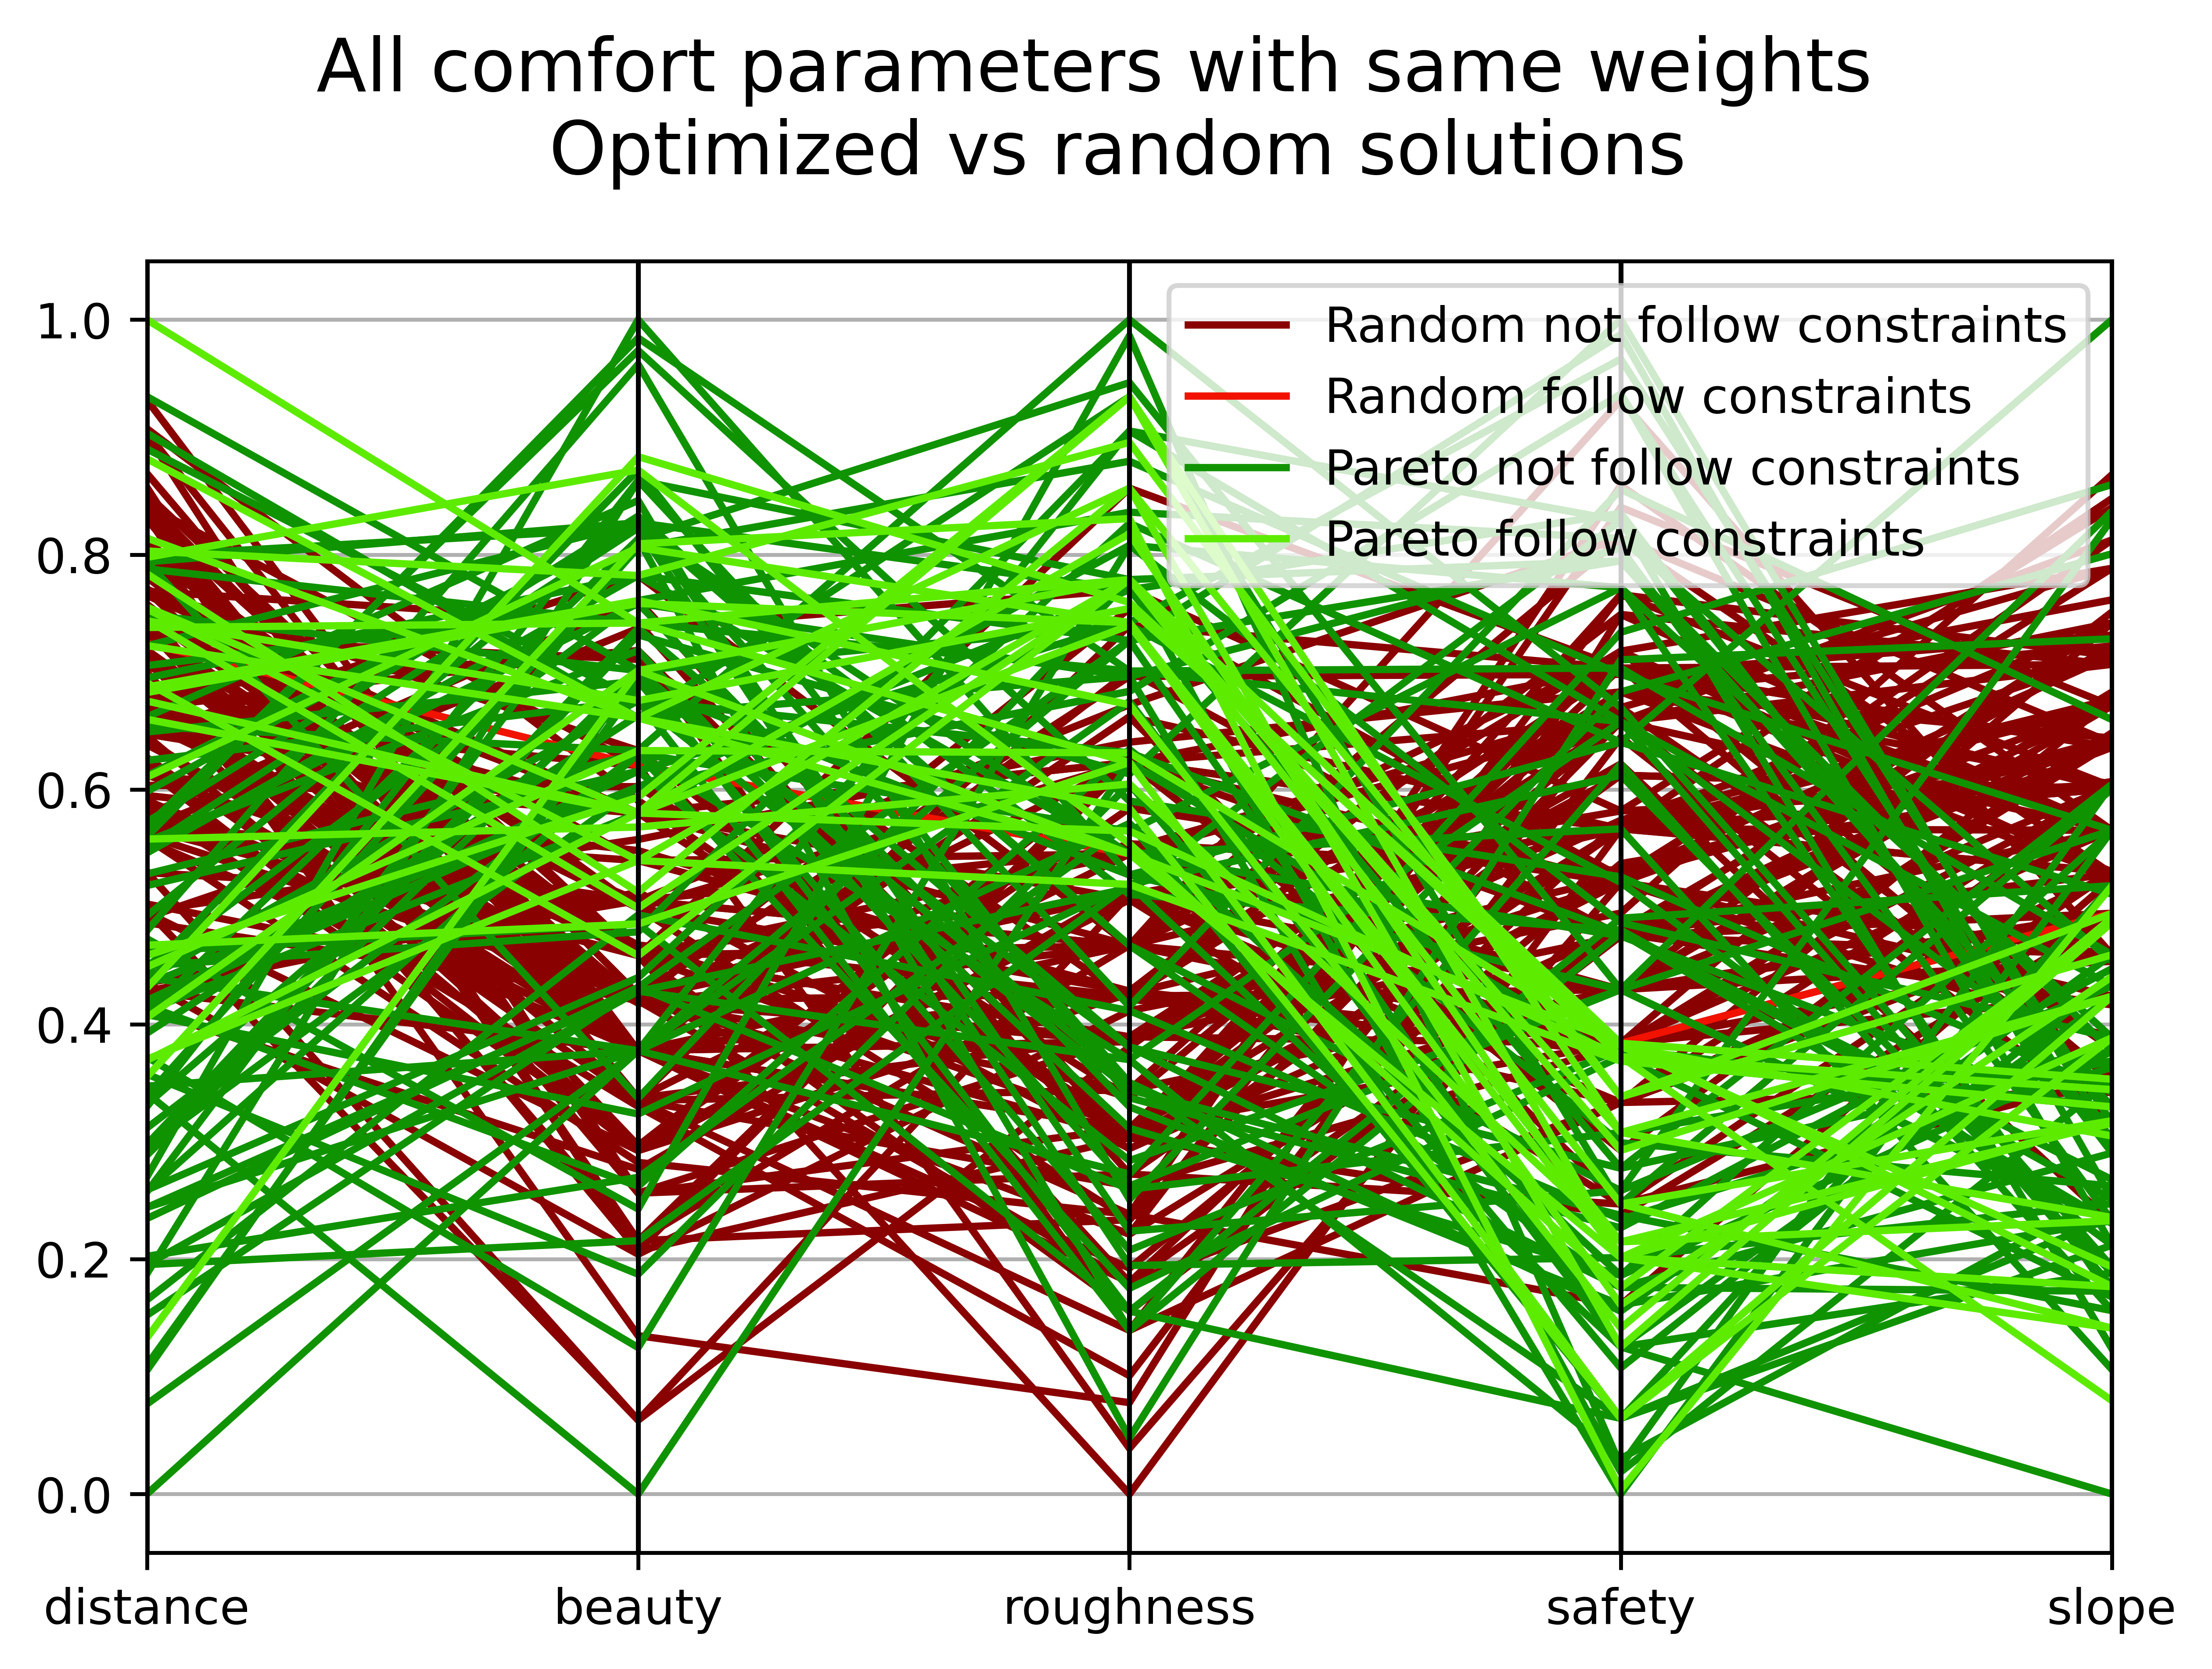 All comfort parameters with same weights
Optimized vs random solutions
Random not follow constraints
Random follow constraints
Pareto not follow constraints
Pareto follow constraints
1.0
0.8
0.6
0.4
0.2
0.0
distance beauty roughness safety slope